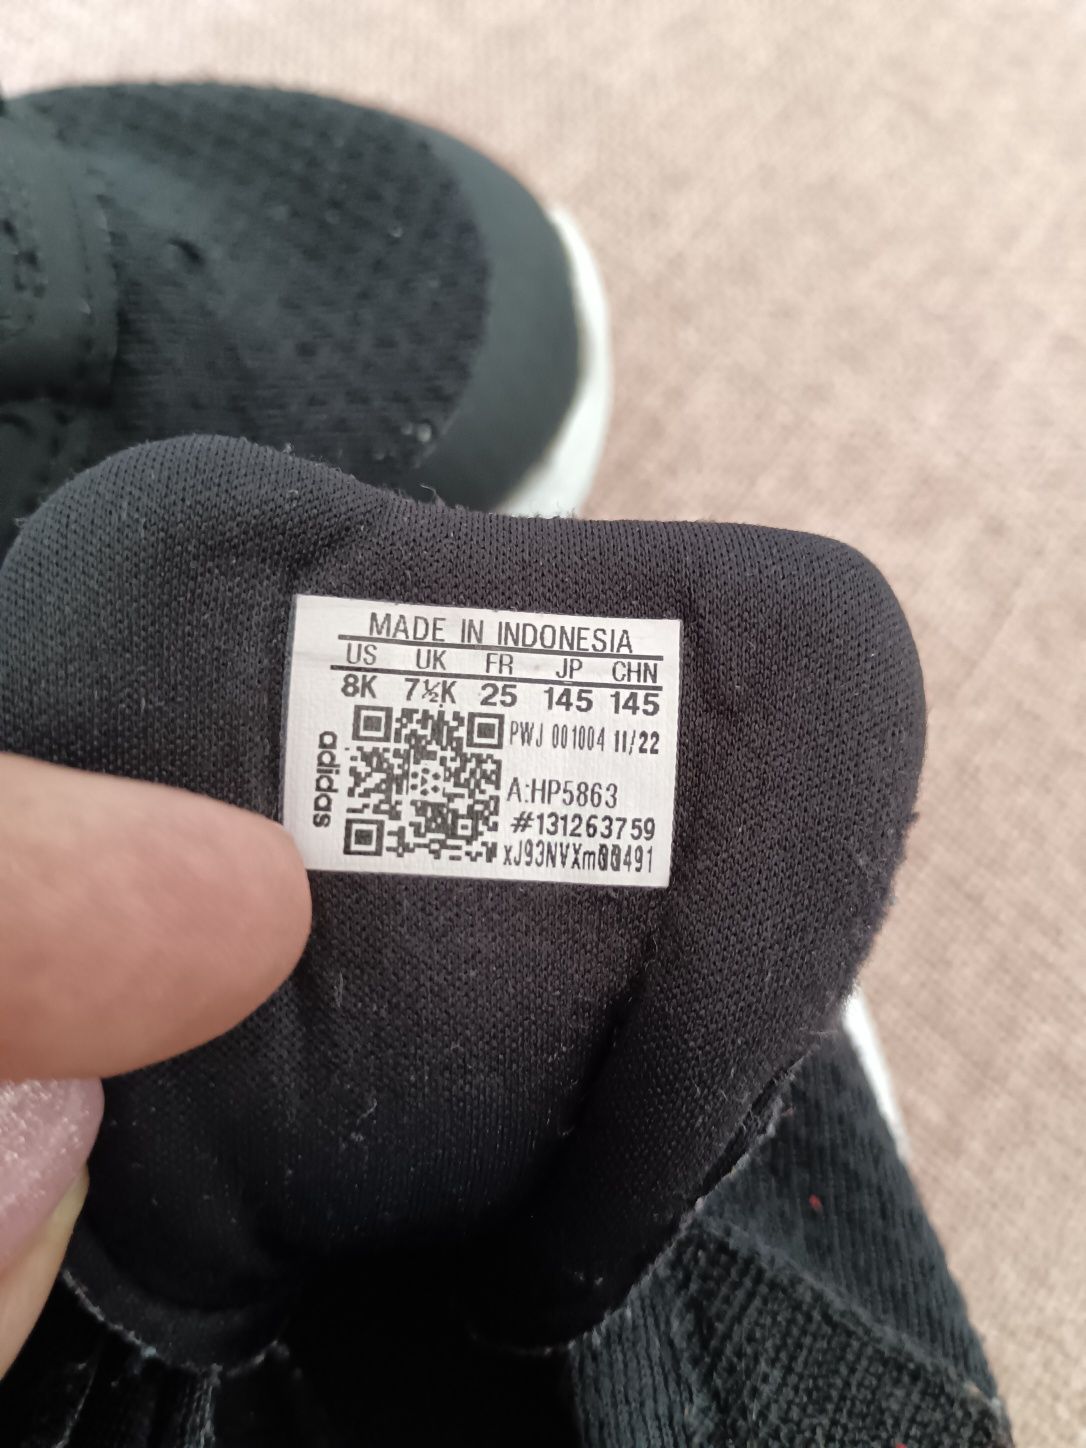 MADE IN INDONESIA
US UK FR JP CHN
8K 7½K 25 145 145
PWJ 001004 11/22
A:HP5863
#131263759
adidas